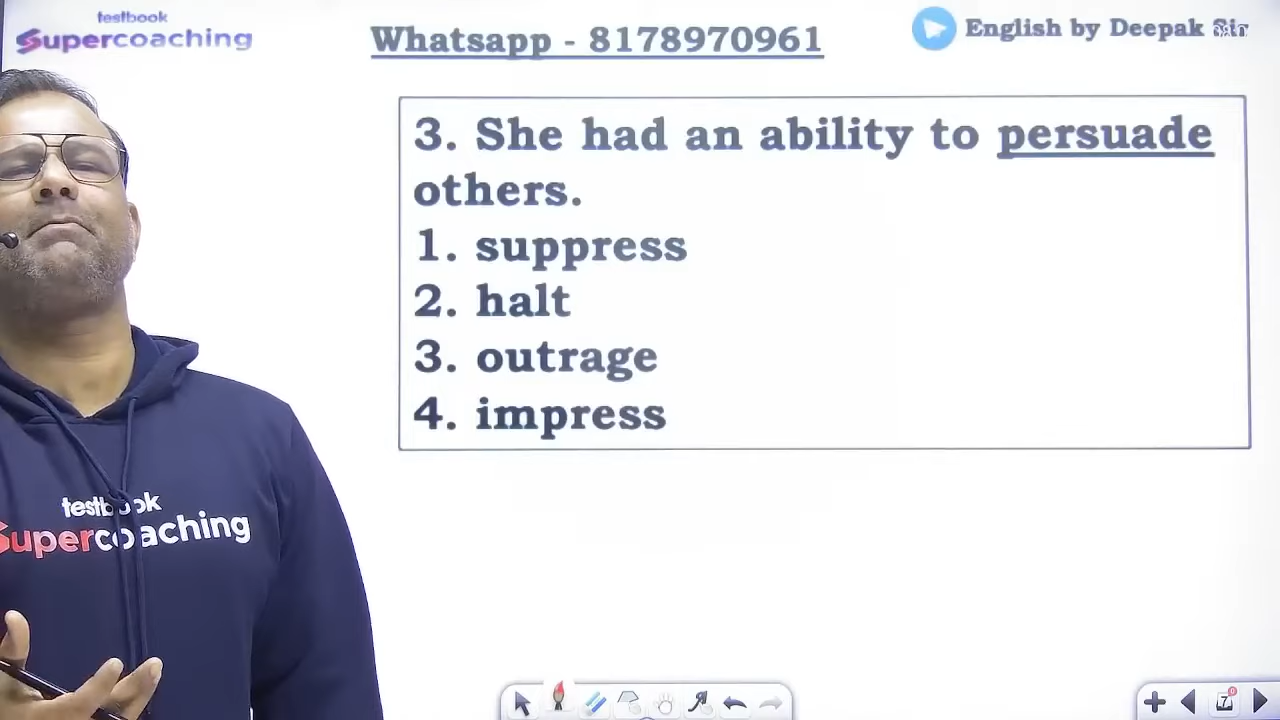 testbook
Supercoaching
Whatsapp - 8178970961
English by Deepak Sir
3. She had an ability to persuade
others.
1. suppress
2. halt
3. outrage
4. impress
testbook
Supercoaching